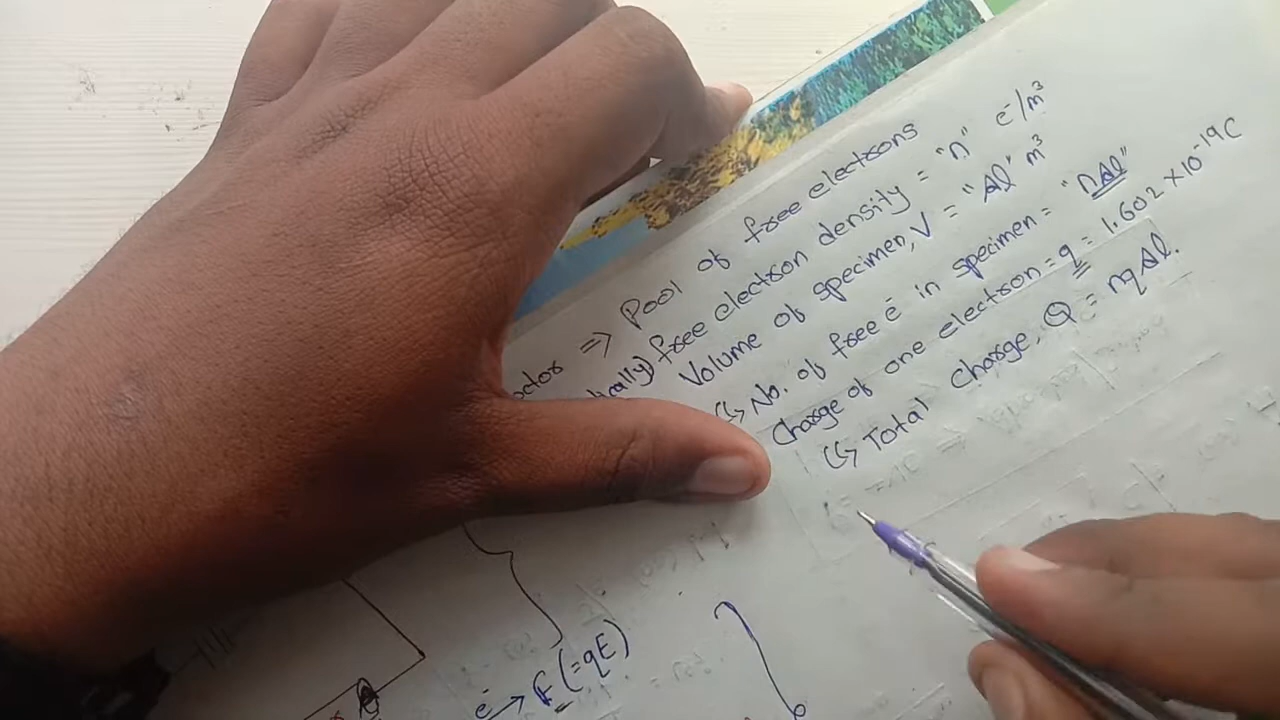 => Pool of free electrons
free electron density = "n" e⁻/m³
Volume of specimen, V = "Al" m³
↳ No. of free e⁻ in specimen = "nAl"
Charge of one electron = q = 1.602 × 10⁻¹⁹ C
↳ Total charge, Q = nqAl.
e⁻ → F (= qE)